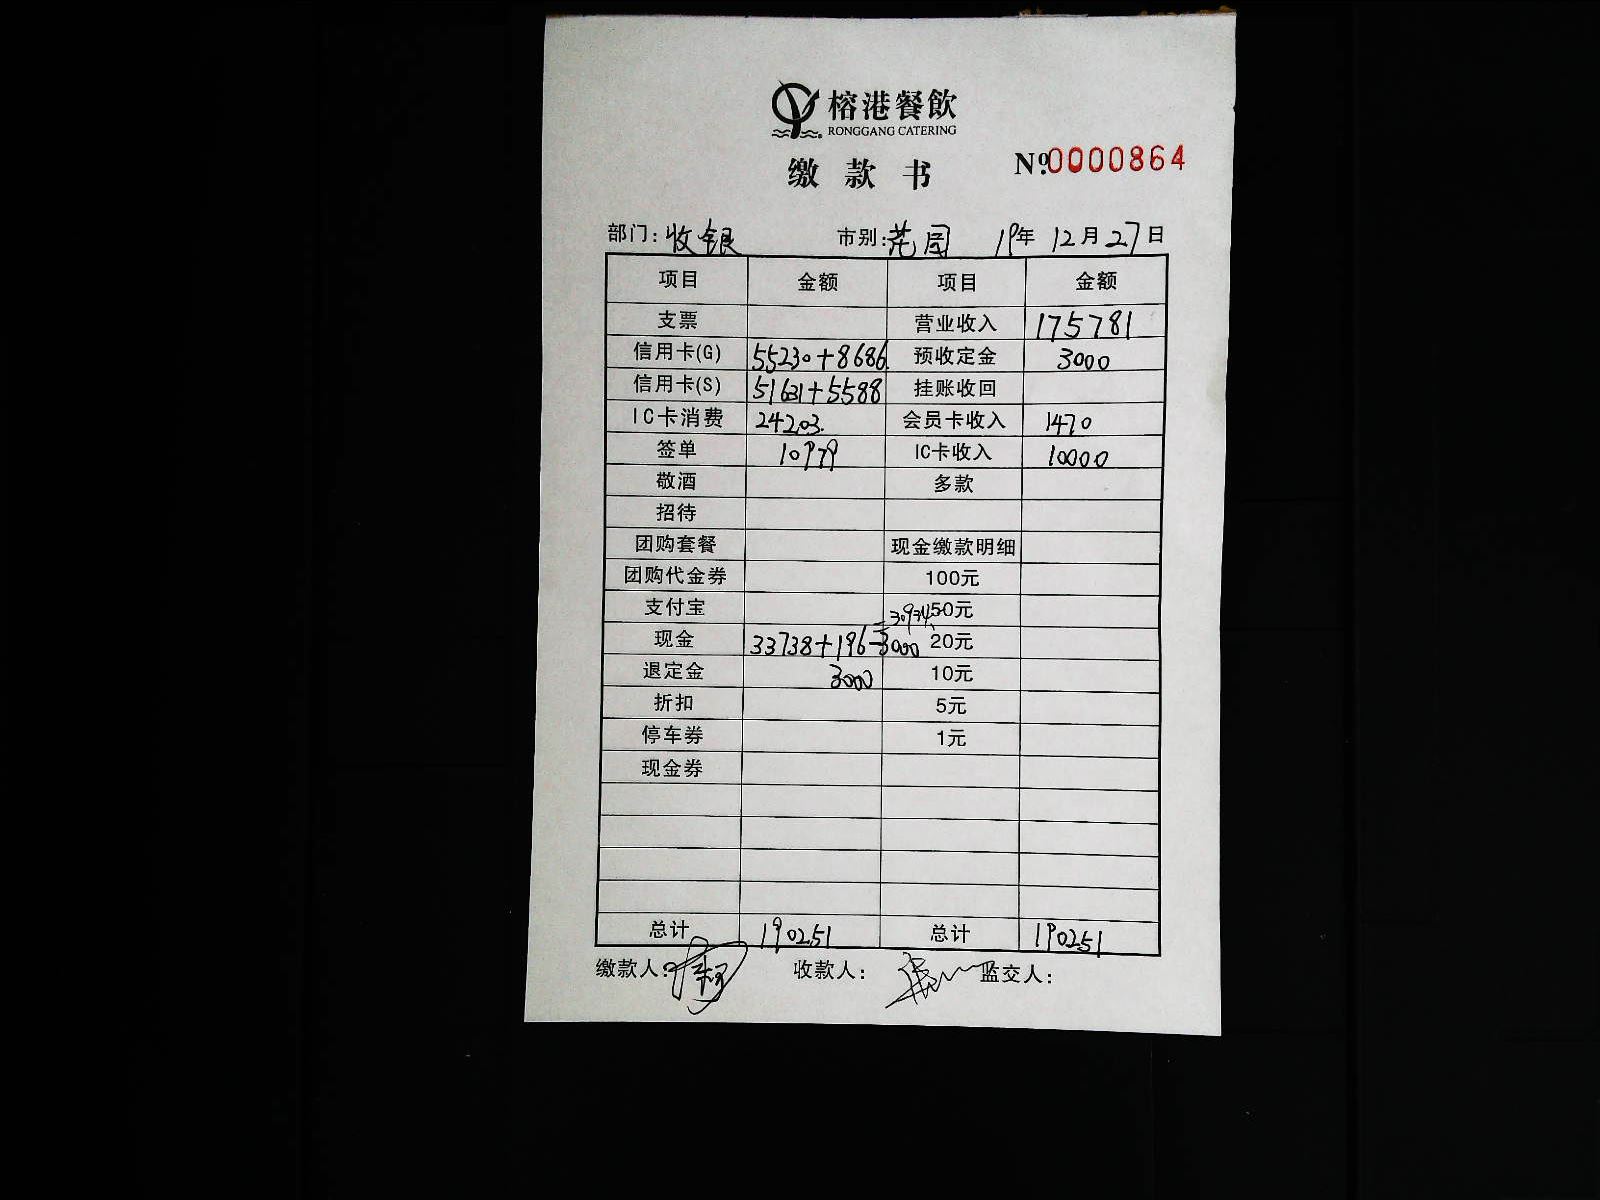 榕港餐飲
RONGGANG CATERING
缴款书 No.0000864
部门:收银 市别:花园 19年12月27日
项目 金额 项目 金额
支票 营业收入 175781
信用卡(G) 55230+8686 预收定金 3000
信用卡(S) 51631+5588 挂账收回
IC卡消费 24203. 会员卡收入 1470
签单 10979 IC卡收入 10000
敬酒 多款
招待
团购套餐 现金缴款明细
团购代金券 100元
支付宝 50元
现金 33738+196-3000 =30934 20元
退定金 3000 10元
折扣 5元
停车券 1元
现金券
总计 190251 总计 190251
缴款人: 收款人: 监交人: